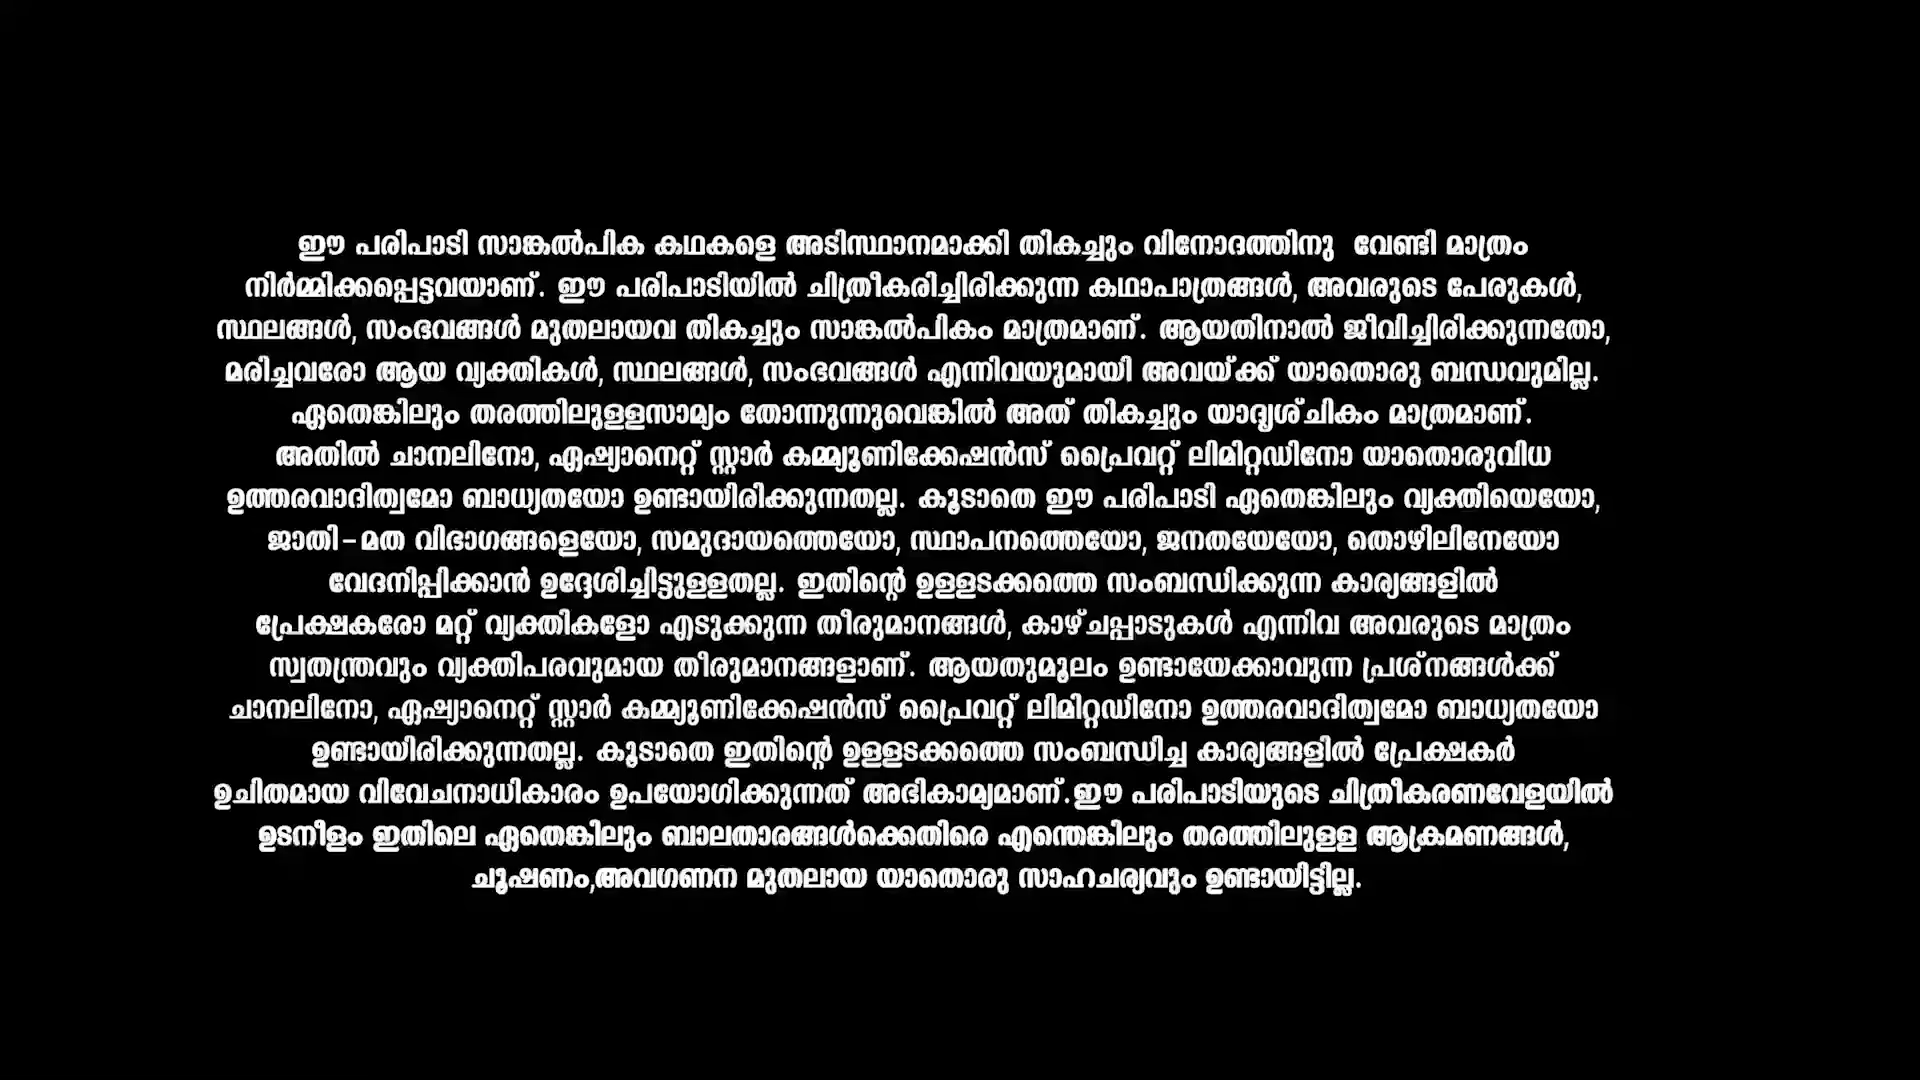 ഈ പരിപാടി സാങ്കൽപിക കഥകളെ അടിസ്ഥാനമാക്കി തികച്ചും വിനോദത്തിനു വേണ്ടി മാത്രം
നിർമ്മിക്കപ്പെട്ടവയാണ്. ഈ പരിപാടിയിൽ ചിത്രീകരിച്ചിരിക്കുന്ന കഥാപാത്രങ്ങൾ, അവരുടെ പേരുകൾ,
സ്ഥലങ്ങൾ, സംഭവങ്ങൾ മുതലായവ തികച്ചും സാങ്കൽപികം മാത്രമാണ്. ആയതിനാൽ ജീവിച്ചിരിക്കുന്നതോ,
മരിച്ചവരോ ആയ വ്യക്തികൾ, സ്ഥലങ്ങൾ, സംഭവങ്ങൾ എന്നിവയുമായി അവയ്ക്ക് യാതൊരു ബന്ധവുമില്ല.
ഏതെങ്കിലും തരത്തിലുള്ളസാമ്യം തോന്നുന്നുവെങ്കിൽ അത് തികച്ചും യാദൃശ്ചികം മാത്രമാണ്.
അതിൽ ചാനലിനോ, ഏഷ്യാനെറ്റ് സ്റ്റാർ കമ്മ്യൂണിക്കേഷൻസ് പ്രൈവറ്റ് ലിമിറ്റഡിനോ യാതൊരുവിധ
ഉത്തരവാദിത്വമോ ബാധ്യതയോ ഉണ്ടായിരിക്കുന്നതല്ല. കൂടാതെ ഈ പരിപാടി ഏതെങ്കിലും വ്യക്തിയെയോ,
ജാതി-മത വിഭാഗങ്ങളെയോ, സമുദായത്തെയോ, സ്ഥാപനത്തെയോ, ജനതയേയോ, തൊഴിലിനേയോ
വേദനിപ്പിക്കാൻ ഉദ്ദേശിച്ചിട്ടുള്ളതല്ല. ഇതിന്റെ ഉള്ളടക്കത്തെ സംബന്ധിക്കുന്ന കാര്യങ്ങളിൽ
പ്രേക്ഷകരോ മറ്റ് വ്യക്തികളോ എടുക്കുന്ന തീരുമാനങ്ങൾ, കാഴ്ചപ്പാടുകൾ എന്നിവ അവരുടെ മാത്രം
സ്വതന്ത്രവും വ്യക്തിപരവുമായ തീരുമാനങ്ങളാണ്. ആയതുമൂലം ഉണ്ടായേക്കാവുന്ന പ്രശ്നങ്ങൾക്ക്
ചാനലിനോ, ഏഷ്യാനെറ്റ് സ്റ്റാർ കമ്മ്യൂണിക്കേഷൻസ് പ്രൈവറ്റ് ലിമിറ്റഡിനോ ഉത്തരവാദിത്വമോ ബാധ്യതയോ
ഉണ്ടായിരിക്കുന്നതല്ല. കൂടാതെ ഇതിന്റെ ഉള്ളടക്കത്തെ സംബന്ധിച്ച കാര്യങ്ങളിൽ പ്രേക്ഷകർ
ഉചിതമായ വിവേചനാധികാരം ഉപയോഗിക്കുന്നത് അഭികാമ്യമാണ്.ഈ പരിപാടിയുടെ ചിത്രീകരണവേളയിൽ
ഉടനീളം ഇതിലെ ഏതെങ്കിലും ബാലതാരങ്ങൾക്കെതിരെ എന്തെങ്കിലും തരത്തിലുള്ള ആക്രമണങ്ങൾ,
ചൂഷണം,അവഗണന മുതലായ യാതൊരു സാഹചര്യവും ഉണ്ടായിട്ടില്ല.